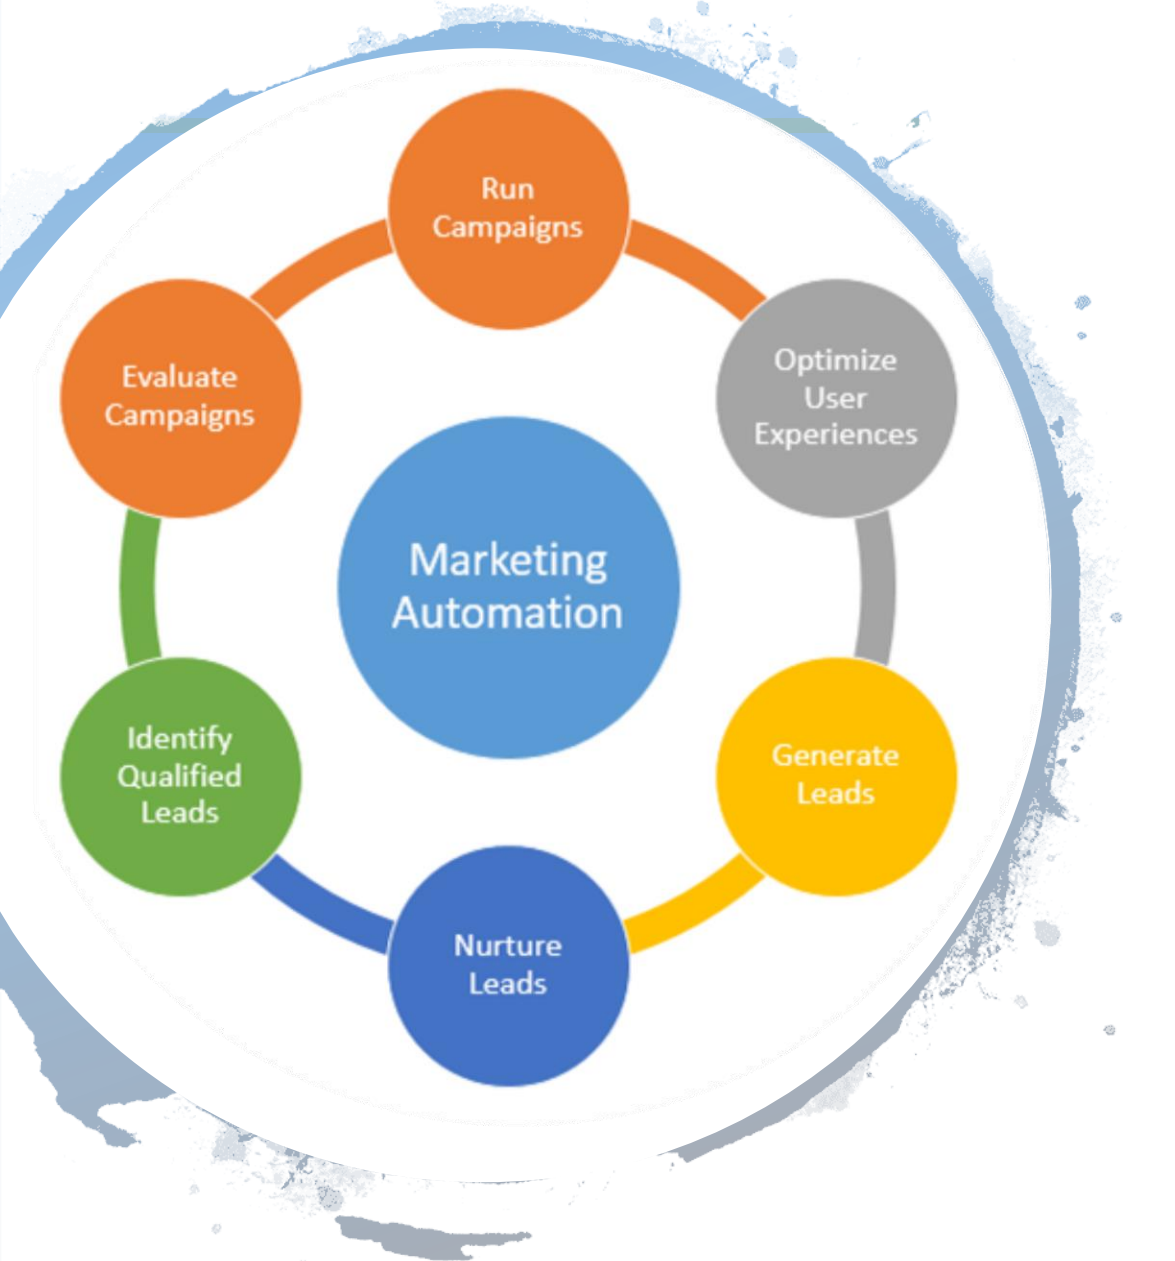 Run
Campaigns
Optimize
User
Experiences
Generate
Leads
Nurture
Leads
Identify
Qualified
Leads
Evaluate
Campaigns
Marketing
Automation